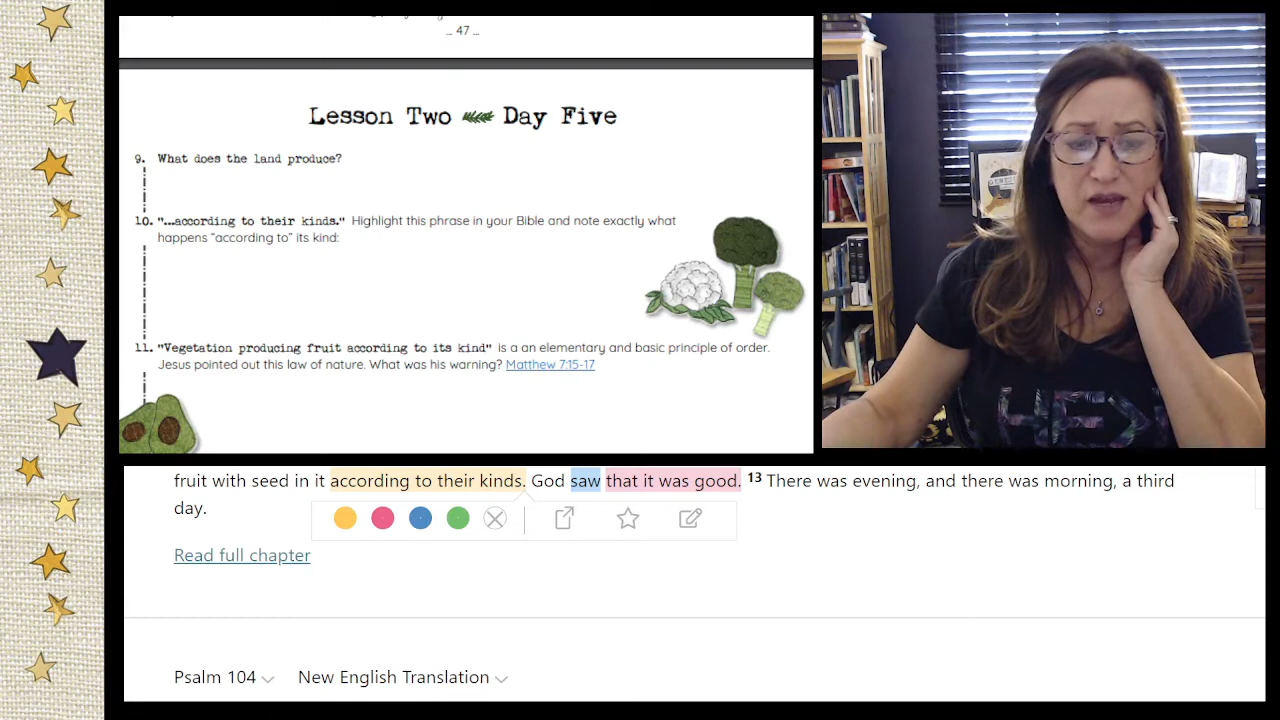 … 47 …
Lesson Two Day Five
9. What does the land produce?
10. "…according to their kinds." Highlight this phrase in your Bible and note exactly what
happens "according to" its kind:
11. "Vegetation producing fruit according to its kind" is a an elementary and basic principle of order.
Jesus pointed out this law of nature. What was his warning? Matthew 7:15-17
fruit with seed in it according to their kinds. God saw that it was good. 13 There was evening, and there was morning, a third
day.
Read full chapter
Psalm 104 New English Translation